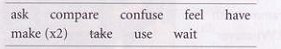 ask compare confuse feel have
make (x2) take use wait